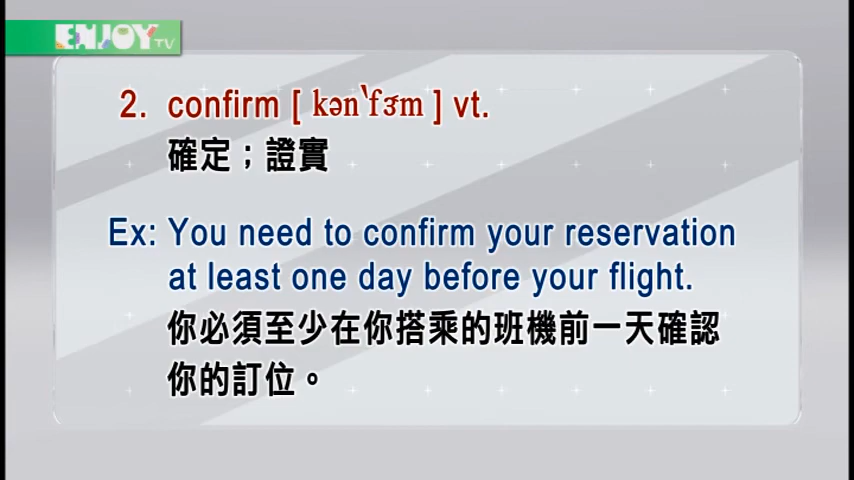 ENJOY TV
2. confirm [ kən`fɝm ] vt.
確定；證實
Ex: You need to confirm your reservation
at least one day before your flight.
你必須至少在你搭乘的班機前一天確認
你的訂位。